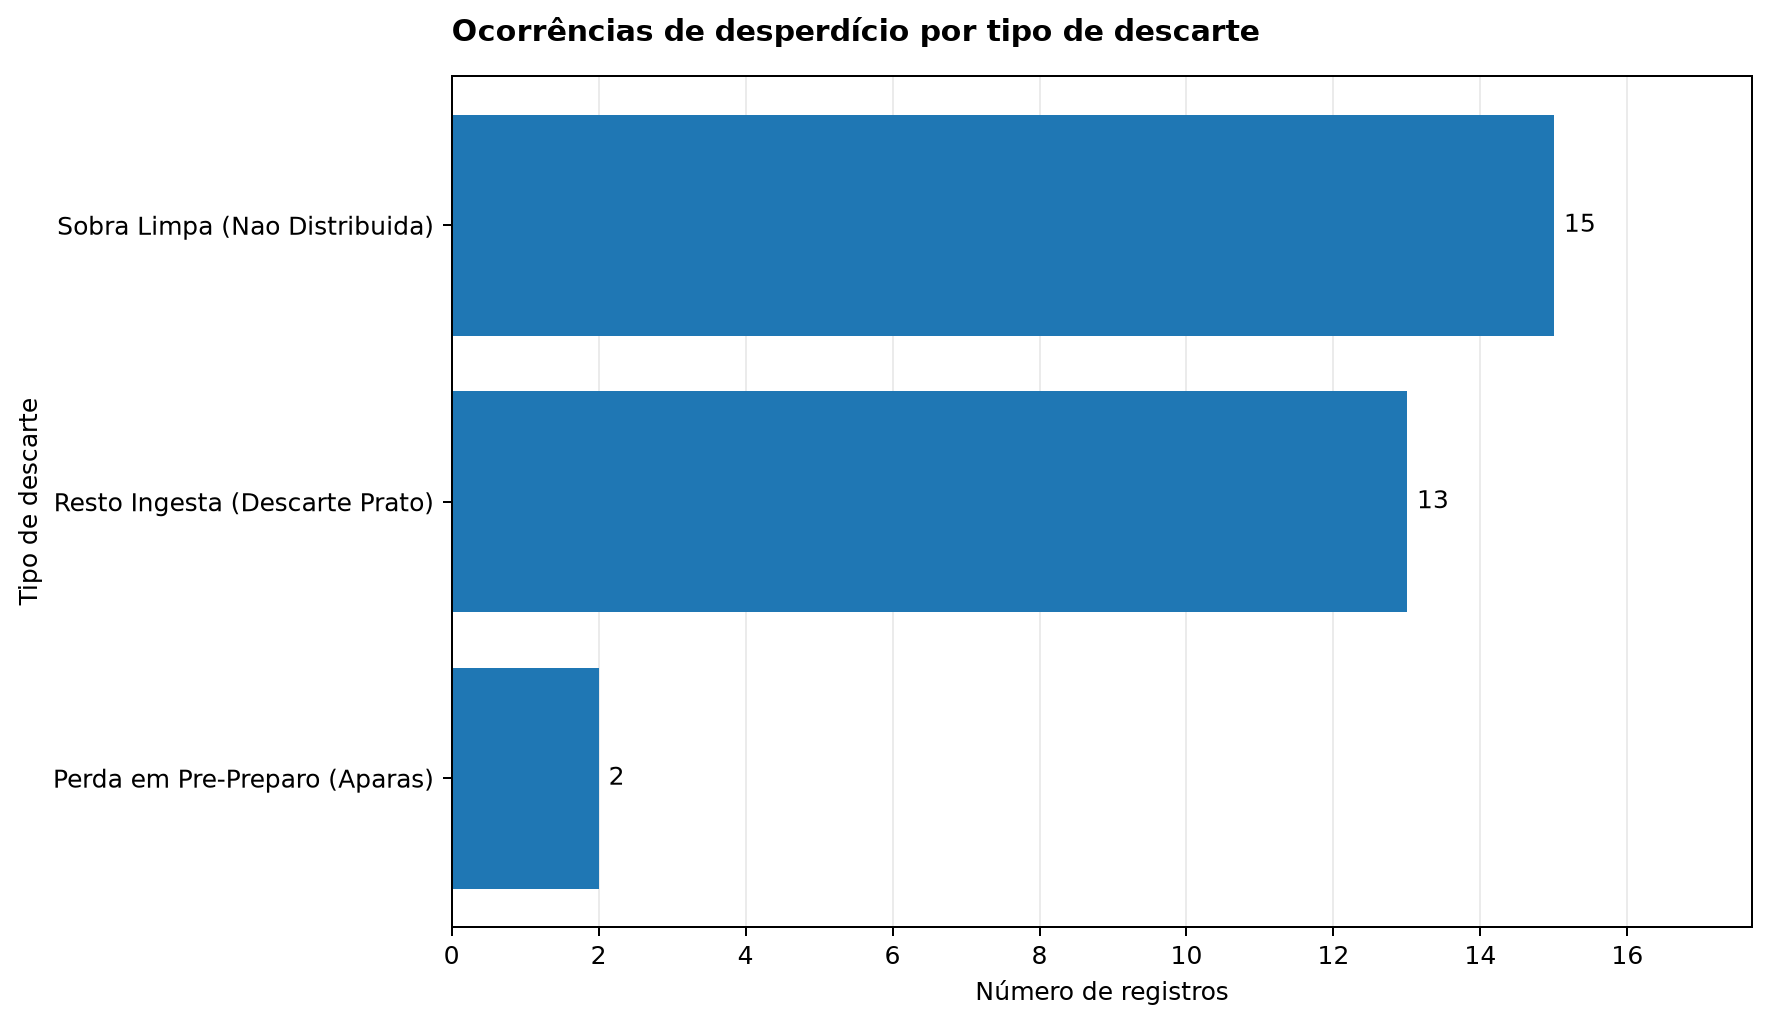 Ocorrências de desperdício por tipo de descarte
Tipo de descarte
Sobra Limpa (Nao Distribuida)
15
Resto Ingesta (Descarte Prato)
13
Perda em Pre-Preparo (Aparas)
2
0 2 4 6 8 10 12 14 16
Número de registros